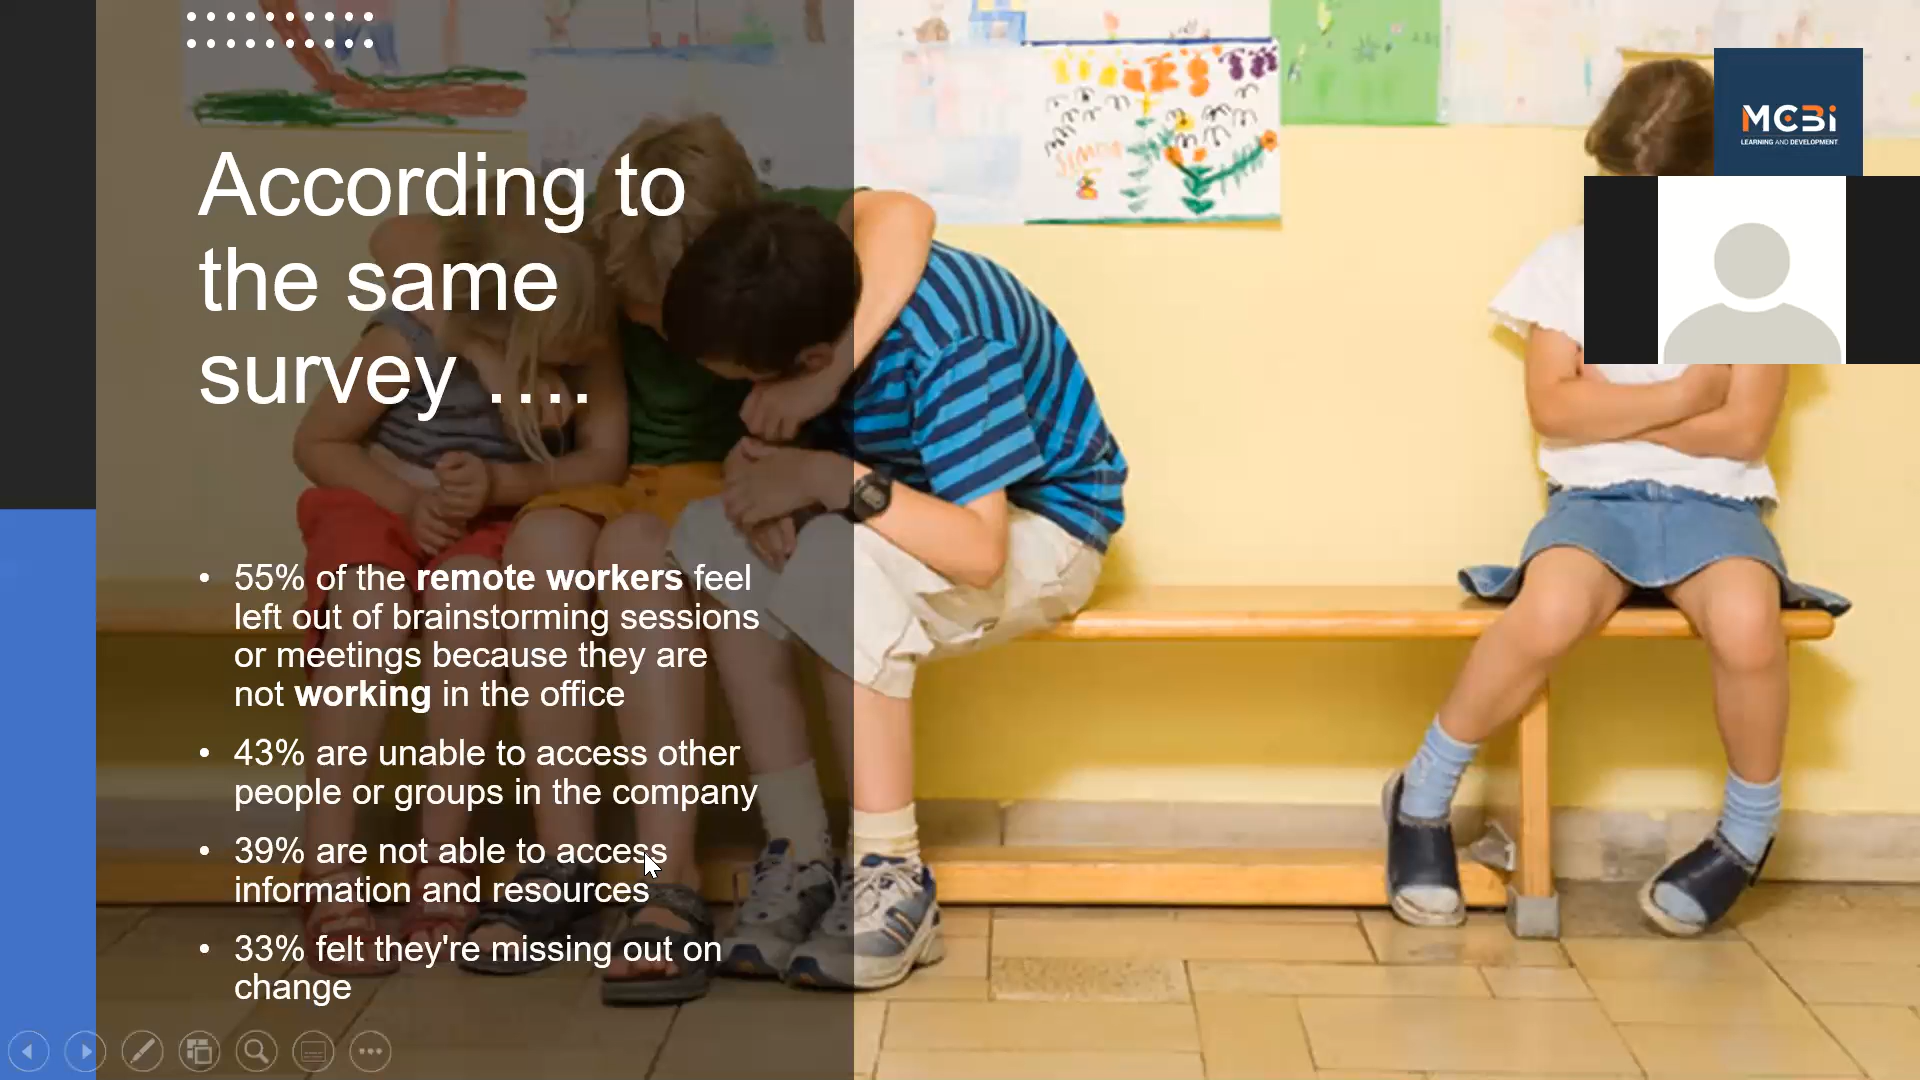 According to
the same
survey ....
• 55% of the remote workers feel
left out of brainstorming sessions
or meetings because they are
not working in the office
• 43% are unable to access other
people or groups in the company
• 39% are not able to access
information and resources
• 33% felt they're missing out on
change
MCBi
LEARNING AND DEVELOPMENT